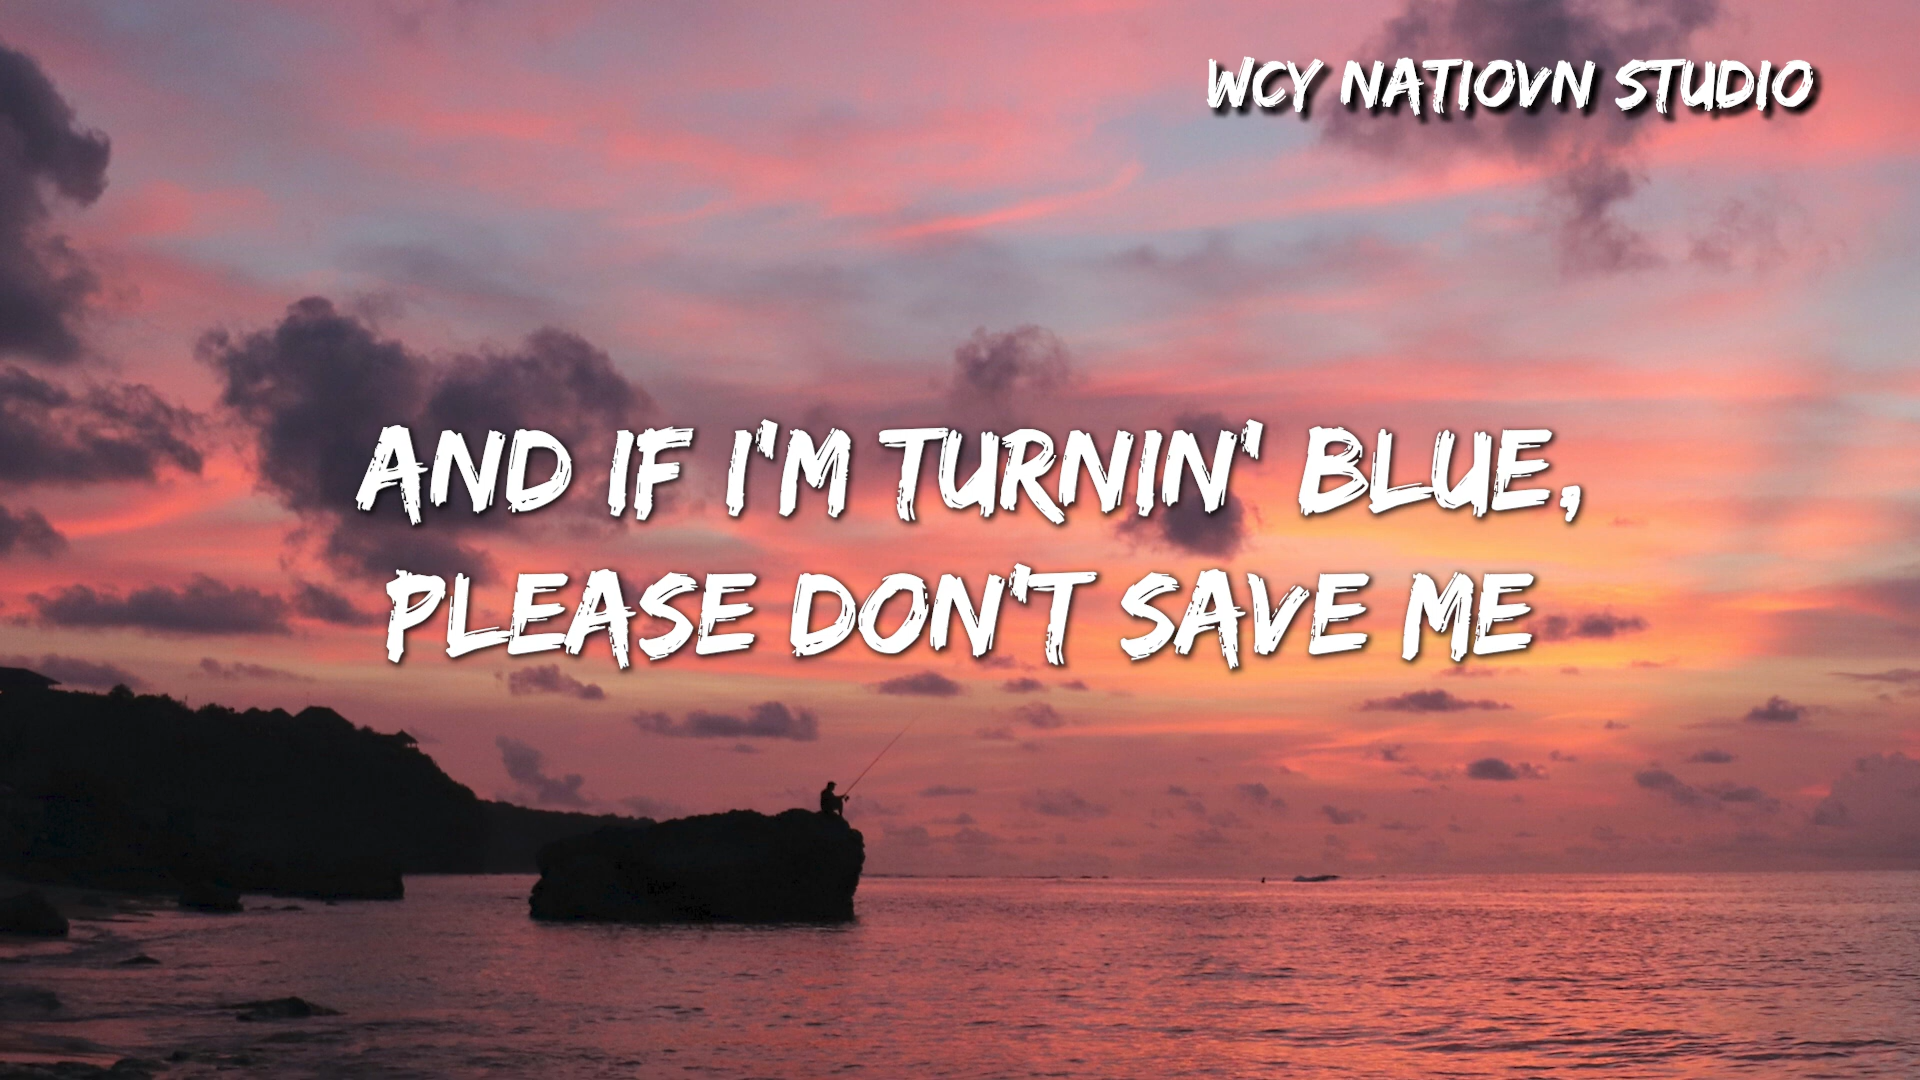 WCY NATIOVN STUDIO
AND IF I'M TURNIN' BLUE,
PLEASE DON'T SAVE ME